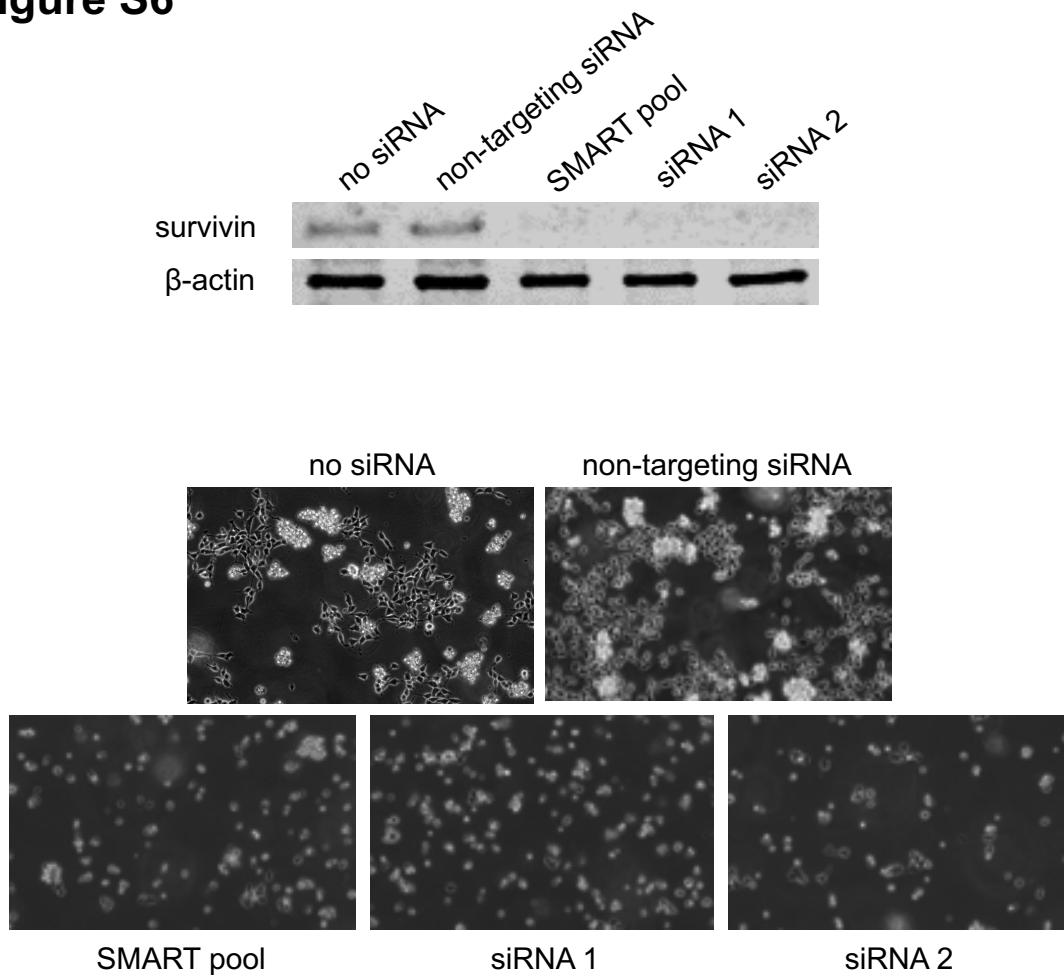 Figure S6
no siRNA
non-targeting siRNA
SMART pool
siRNA 1
siRNA 2
survivin
β-actin
no siRNA
non-targeting siRNA
SMART pool
siRNA 1
siRNA 2